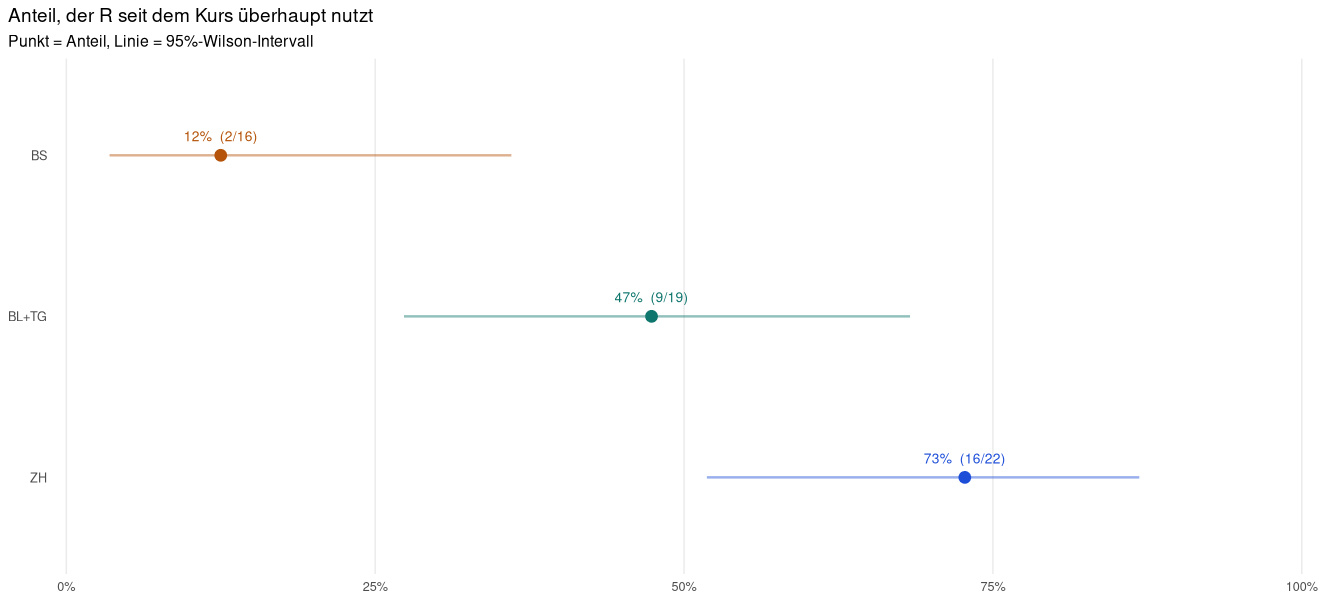 Anteil, der R seit dem Kurs überhaupt nutzt
Punkt = Anteil, Linie = 95%-Wilson-Intervall
12% (2/16)
BS
47% (9/19)
BL+TG
73% (16/22)
ZH
0% 25% 50% 75% 100%